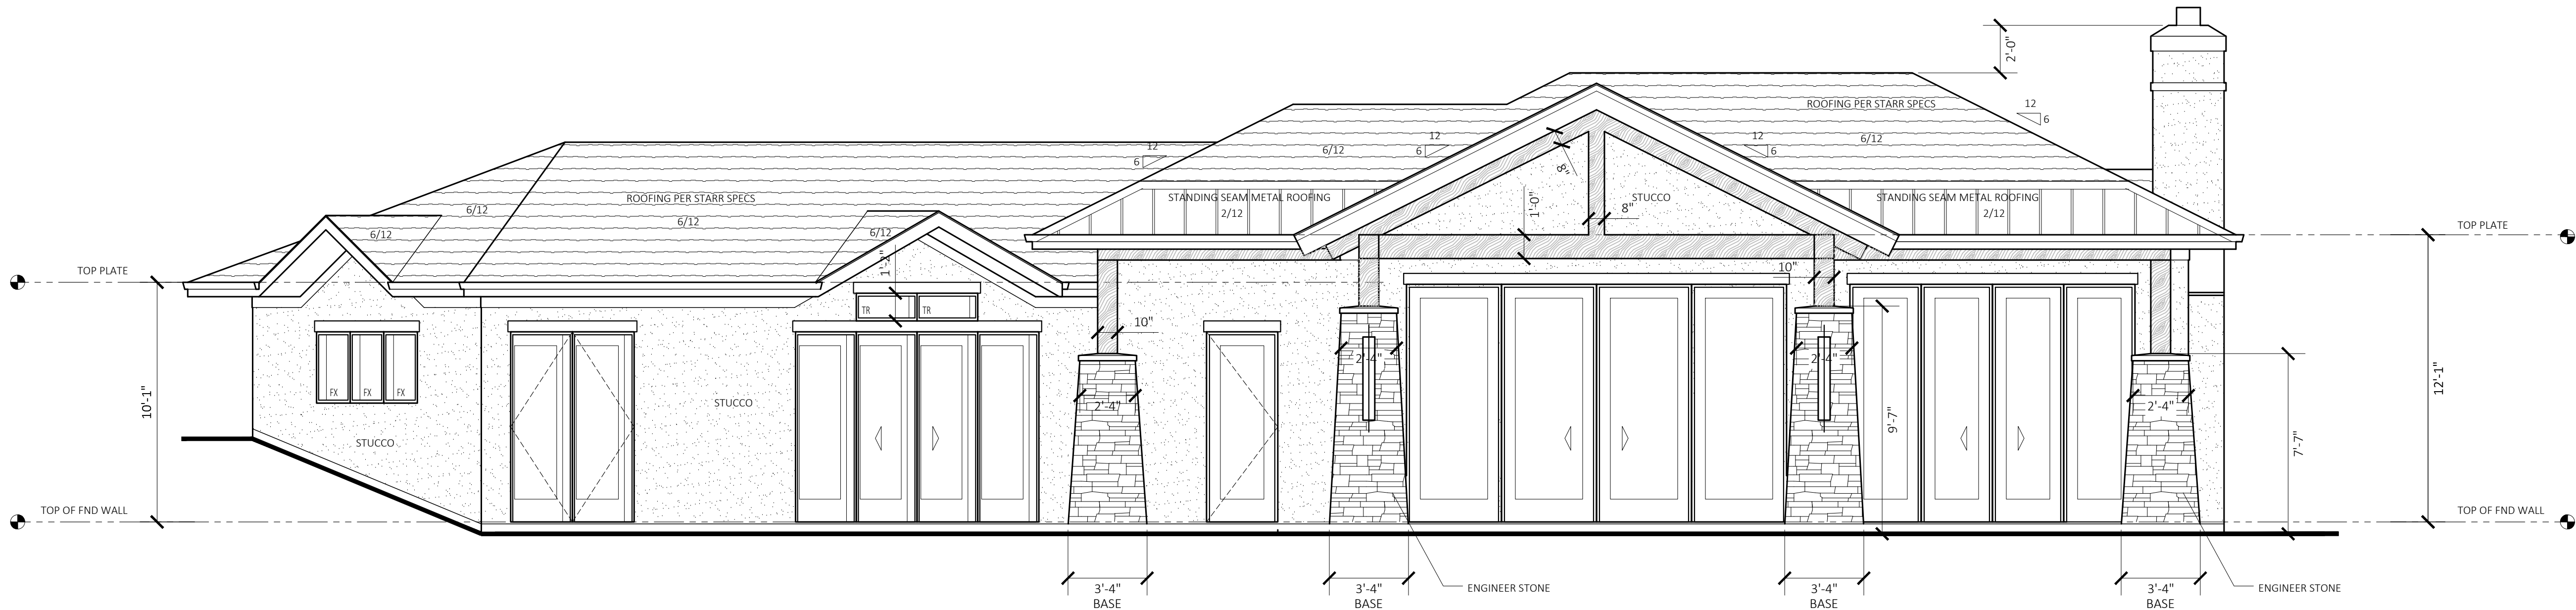 2'-0"
ROOFING PER STARR SPECS
12
6
6/12
12
6
12
6
12
6
6/12
ROOFING PER STARR SPECS
6/12
6/12
6/12
6/12
STANDING SEAM METAL ROOFING
2/12
8"
1'-0"
8"
STUCCO
STANDING SEAM METAL ROOFING
2/12
TOP PLATE
TOP PLATE
1'-2"
10"
TR
TR
10"
2'-4"
2'-4"
FX
FX
FX
10'-1"
STUCCO
2'-4"
9'-7"
2'-4"
12'-1"
STUCCO
7'-7"
TOP OF FND WALL
TOP OF FND WALL
3'-4"
BASE
3'-4"
BASE
ENGINEER STONE
3'-4"
BASE
3'-4"
BASE
ENGINEER STONE